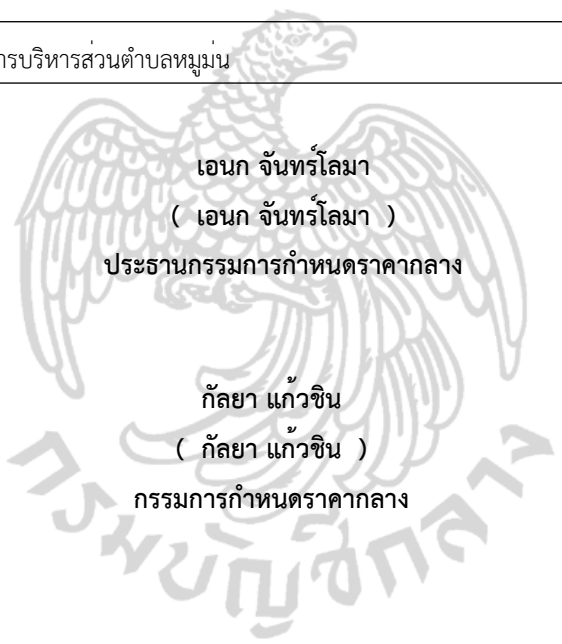 ารบริหารส่วนตำบลหมูม่น
เอนก จันทร์โลมา
( เอนก จันทร์โลมา )
ประธานกรรมการกำหนดราคากลาง
กัลยา แก้วชิน
( กัลยา แก้วชิน )
กรรมการกำหนดราคากลาง
กรมบัญชีกลาง